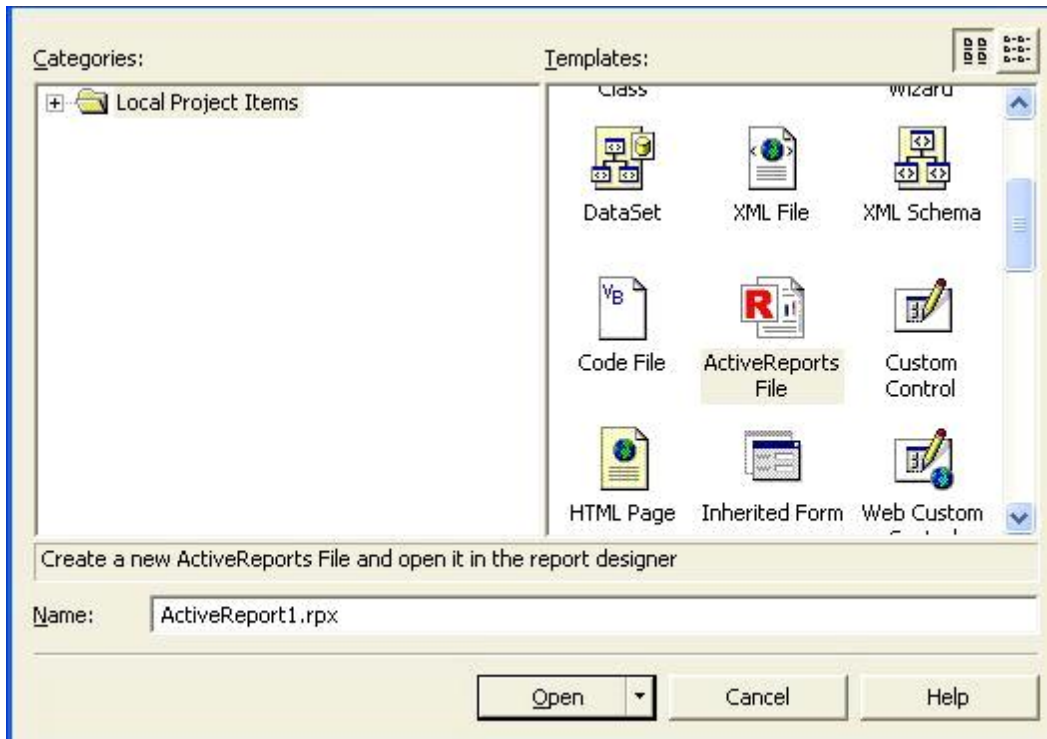 Categories:
Templates:
Local Project Items
Class
Wizard
DataSet
XML File
XML Schema
Code File
ActiveReports
File
Custom
Control
HTML Page
Inherited Form
Web Custom
Create a new ActiveReports File and open it in the report designer
Name:
ActiveReport1.rpx
Open
Cancel
Help